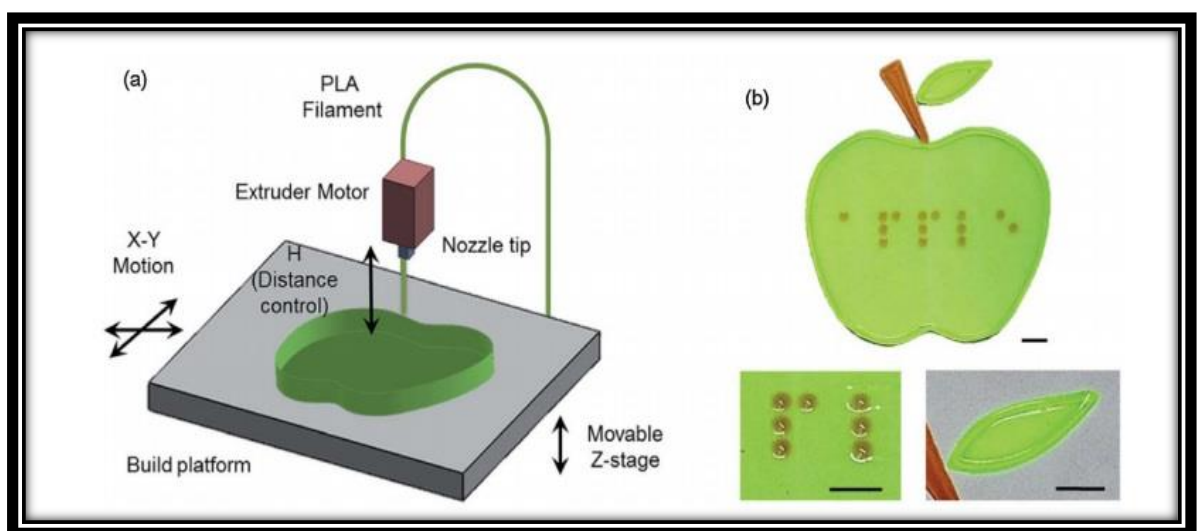 (a)
PLA
Filament
Extruder Motor
Nozzle tip
X-Y
Motion
H
(Distance
control)
Build platform
Movable
Z-stage
(b)
⠁⠏⠏⠇⠑
⠏⠇